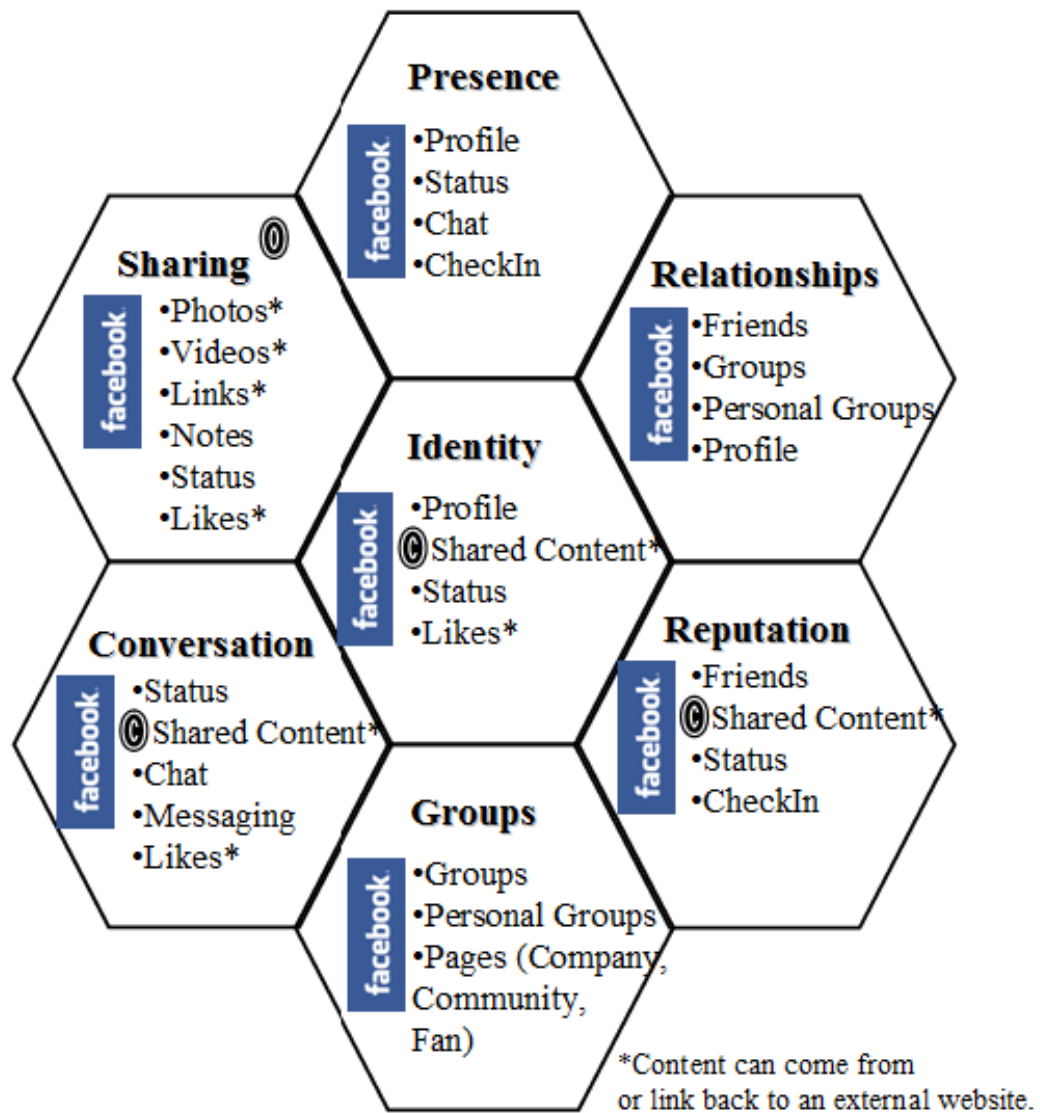 Presence
facebook.
•Profile
•Status
•Chat
•CheckIn
Sharing
O
facebook.
•Photos*
•Videos*
•Links*
•Notes
•Status
•Likes*
Relationships
facebook.
•Friends
•Groups
•Personal Groups
•Profile
Identity
facebook.
•Profile
C Shared Content*
•Status
•Likes*
Conversation
facebook.
•Status
C Shared Content*
•Chat
•Messaging
•Likes*
Reputation
facebook.
•Friends
C Shared Content*
•Status
•CheckIn
Groups
facebook.
•Groups
•Personal Groups
•Pages (Company,
Community,
Fan)
*Content can come from
or link back to an external website.